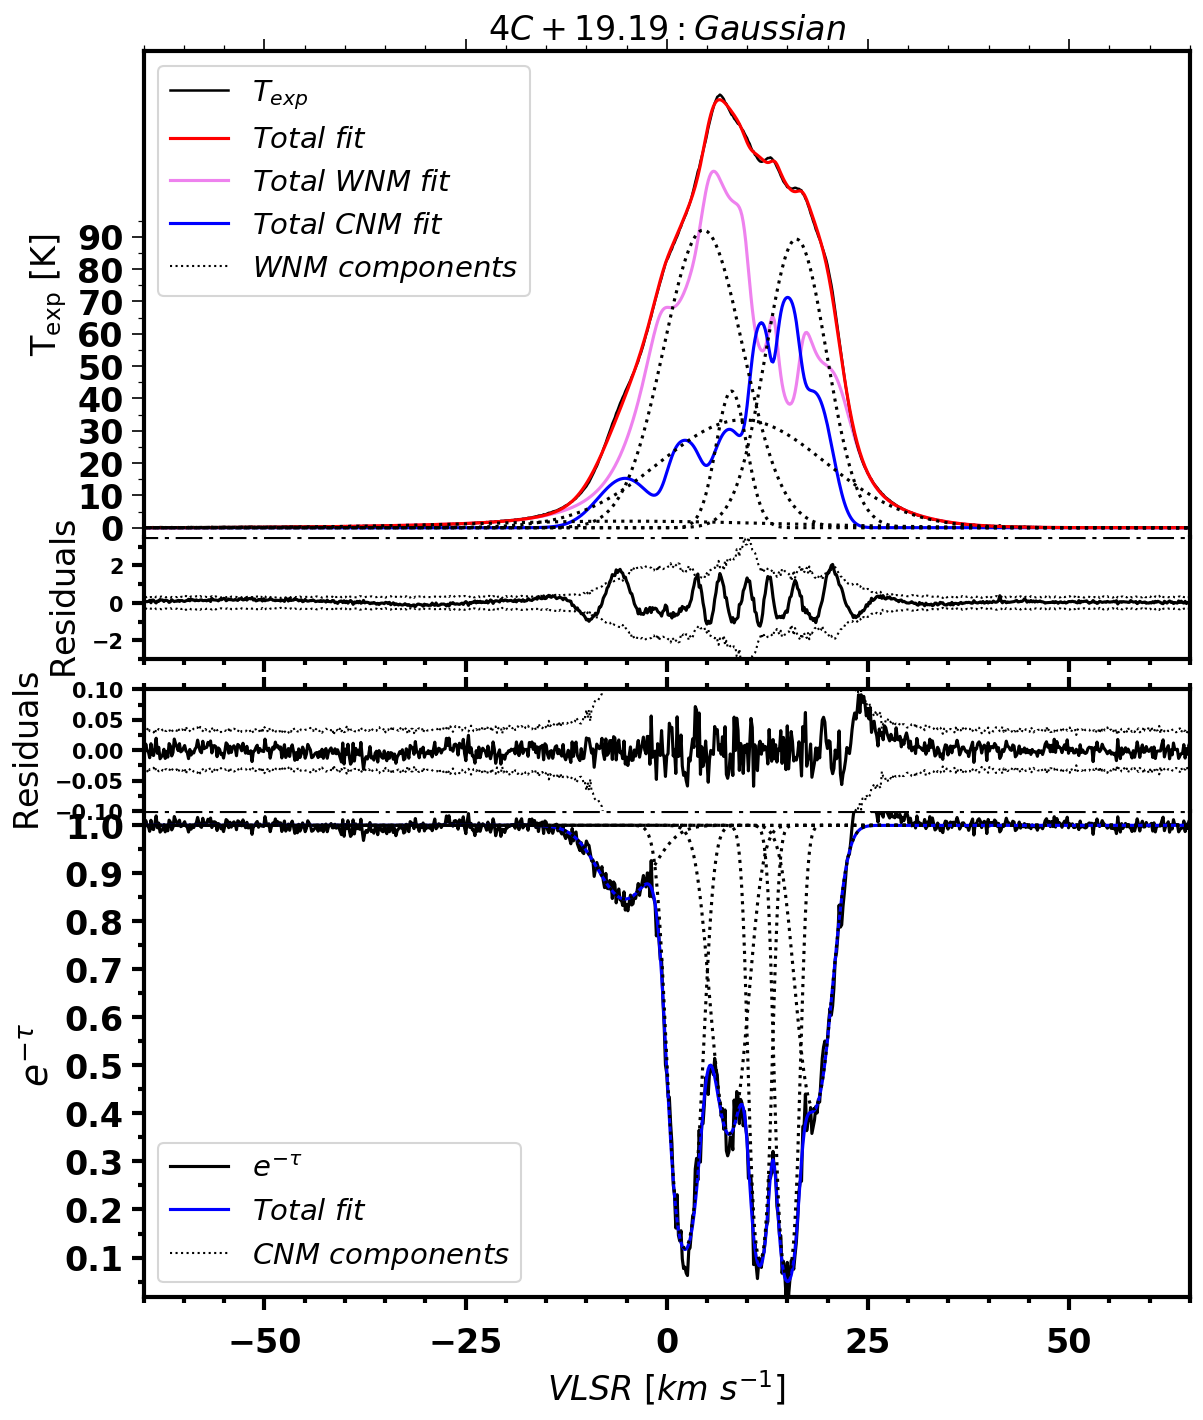 4C + 19.19 : Gaussian
T_exp
Total fit
Total WNM fit
Total CNM fit
WNM components
T_exp [K]
90
80
70
60
50
40
30
20
10
0
Residuals
2
0
−2
Residuals
0.10
0.05
0.00
−0.05
−0.10
e^−τ
1.0
0.9
0.8
0.7
0.6
0.5
0.4
0.3
0.2
0.1
e^−τ
Total fit
CNM components
−50 −25 0 25 50
VLSR [km s^−1]